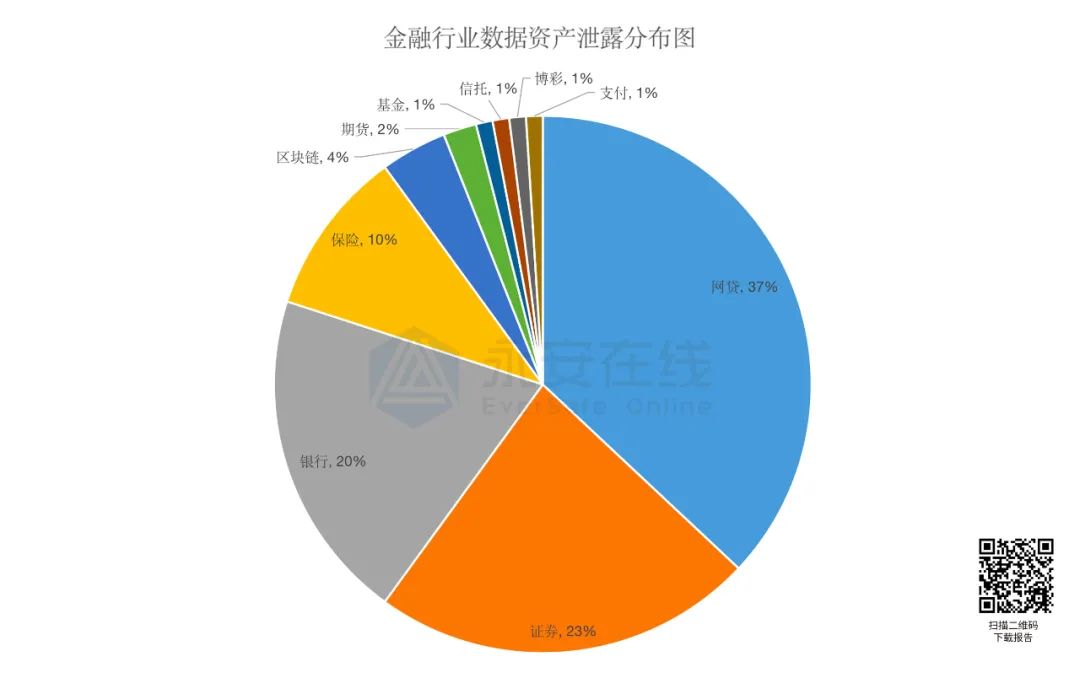 金融行业数据资产泄露分布图
博彩, 1%
信托, 1%
支付, 1%
基金, 1%
期货, 2%
区块链, 4%
保险, 10%
网贷, 37%
永安在线
EverSafe Online
银行, 20%
证券, 23%
扫描二维码
下载报告